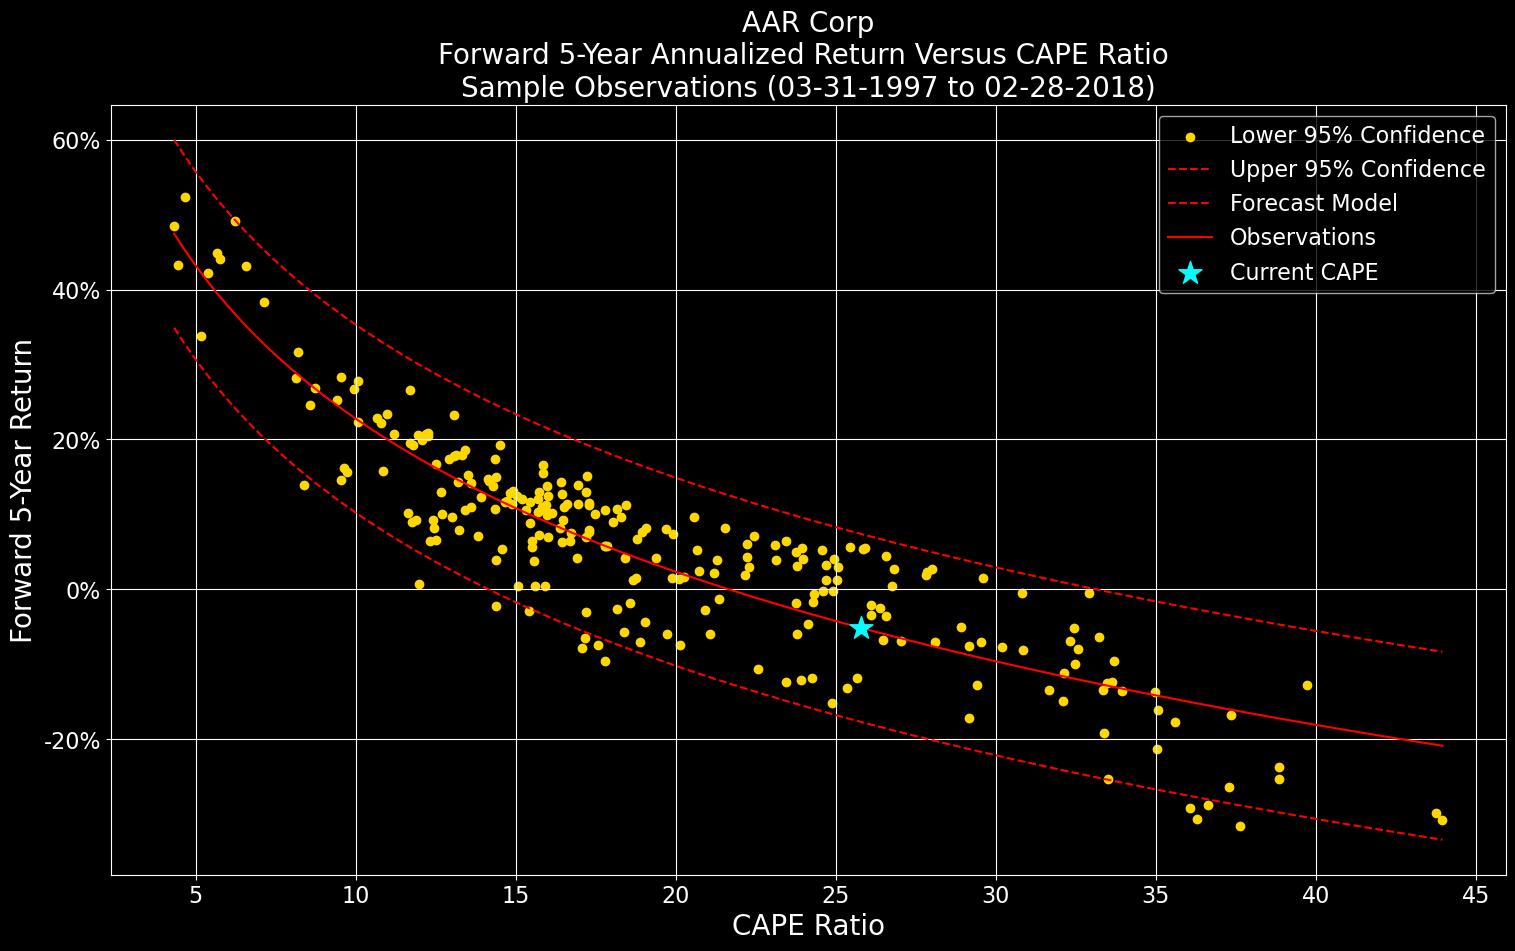 AAR Corp
Forward 5-Year Annualized Return Versus CAPE Ratio
Sample Observations (03-31-1997 to 02-28-2018)
Lower 95% Confidence
Upper 95% Confidence
Forecast Model
Observations
Current CAPE
Forward 5-Year Return
60%
40%
20%
0%
-20%
5 10 15 20 25 30 35 40 45
CAPE Ratio